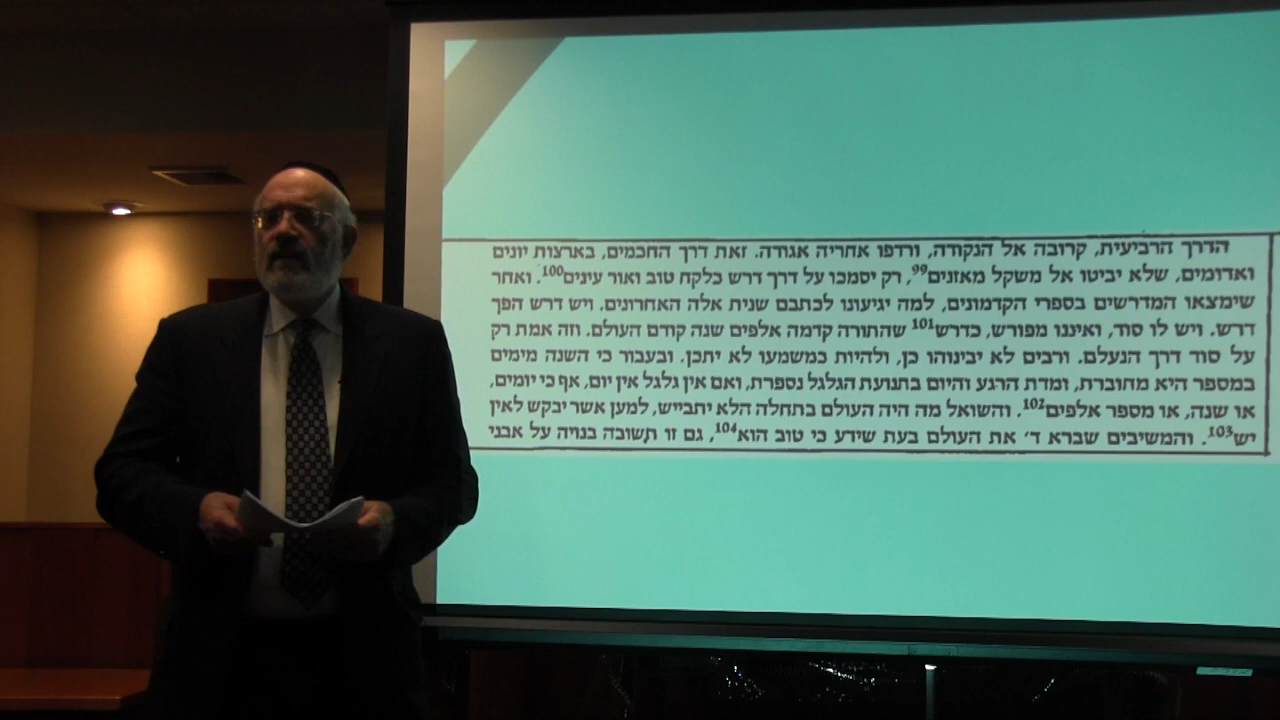 הדרך הרביעית, קרובה אל הנקודה, ורדפו אחריה אגודה. זאת דרך החכמים, בארצות יונים
ואדומים, שלא יביטו אל משקל מאזנים99, רק יסמכו על דרך דרש כלקח טוב ואור עינים100. ואחר
שימצאו המדרשים בספרי הקדמונים, למה יגיעונו לכתבם שנית אלה האחרונים. ויש דרש הפך
דרש. ויש לו סוד, ואיננו מפורש, כדרש101 שהתורה קדמה אלפים שנה קודם העולם. וזה אמת רק
על סוד דרך הנעלם. ורבים לא יבינוהו כן, ולהיות כמשמעו לא יתכן. ובעבור כי השנה מימים
במספר היא מחוברת, ומדת הרגע והיום בתנועת הגלגל נספרת, ואם אין גלגל אין יום, אף כי יומים,
או שנה, או מספר אלפים102. והשואל מה היה העולם בתחלה הלא יתבייש, למען אשר יבקש לאין
יש103. והמשיבים שברא ד׳ את העולם בעת שידע כי טוב הוא104, גם זו תשובה בנויה על אבני